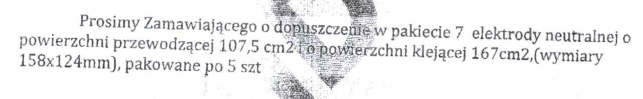 Prosimy Zamawiającego o dopuszczenie w pakiecie 7 elektrody neutralnej o
powierzchni przewodzącej 107,5 cm2 i o powierzchni klejącej 167cm2,(wymiary
158x124mm), pakowane po 5 szt